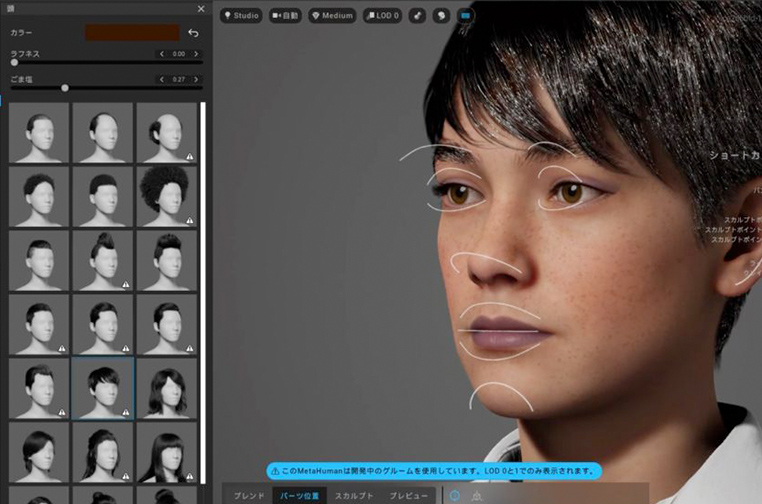 頭
カラー
ラフネス
0.00
ごま塩
0.27
Studio
自動
Medium
LOD 0
ショートカ
スカルプトポ
スカルプトポイント
スカルプトポイン
このMetaHumanは開発中のグルームを使用しています。LOD 0と1でのみ表示されます。
ブレンド
パーツ位置
スカルプト
プレビュー